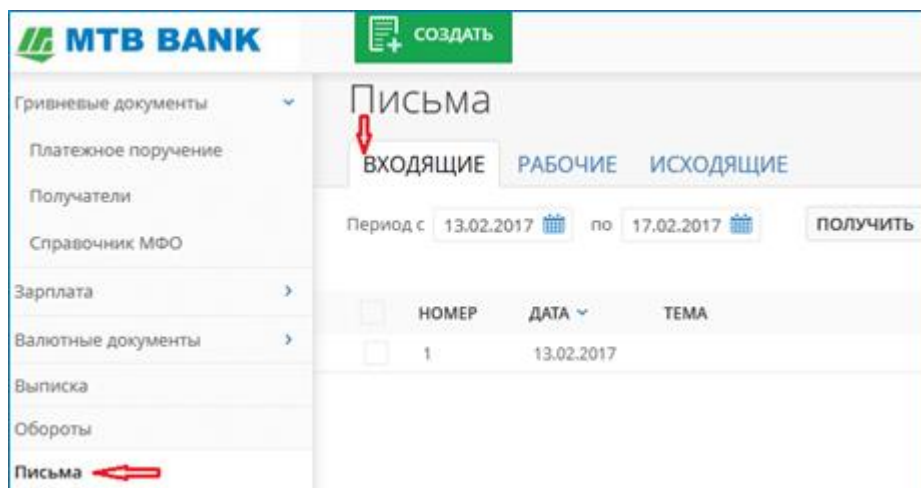 MTB BANK
СОЗДАТЬ
Гривневые документы
Платежное поручение
Получатели
Справочник МФО
Зарплата
Валютные документы
Выписка
Обороты
Письма
Письма
ВХОДЯЩИЕ РАБОЧИЕ ИСХОДЯЩИЕ
Период с 13.02.2017 по 17.02.2017 ПОЛУЧИТЬ
НОМЕР ДАТА ТЕМА
1 13.02.2017